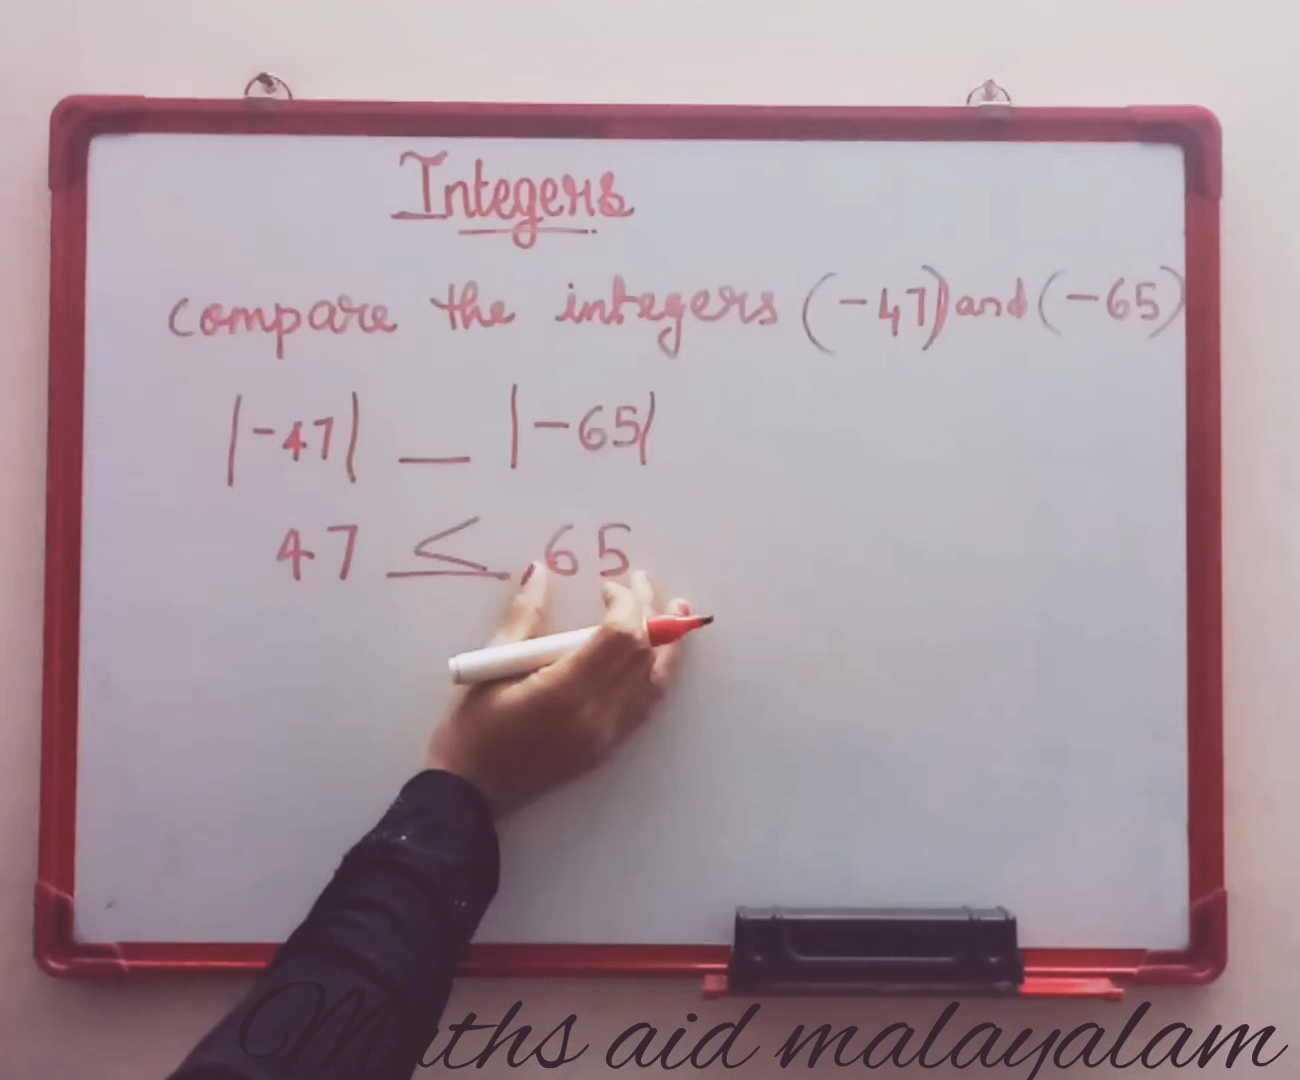 Integers
compare the integers (-47) and (-65)
|-47| _ |-65|
47 < 65
Maths aid malayalam